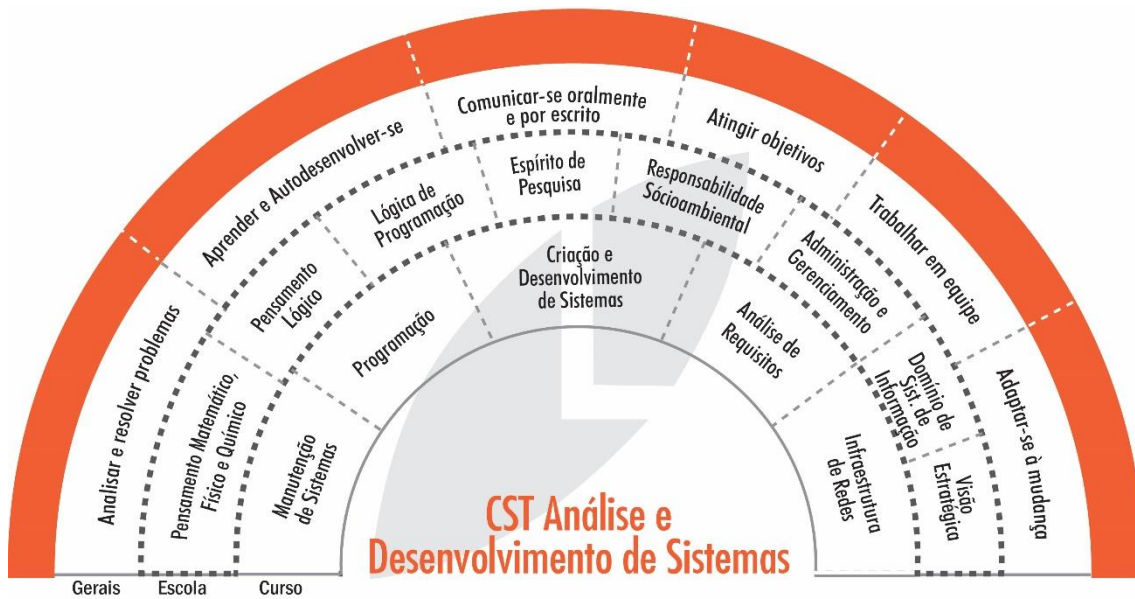 Analisar e resolver problemas
Aprender e Autodesenvolver-se
Comunicar-se oralmente
e por escrito
Atingir objetivos
Trabalhar em equipe
Adaptar-se à mudança
Pensamento Matemático,
Físico e Químico
Pensamento
Lógico
Lógica de
Programação
Espírito de
Pesquisa
Responsabilidade
Sócioambiental
Administração e
Gerenciamento
Domínio de
Sist. de
Informação
Visão
Estratégica
Manutenção
de Sistemas
Programação
Criação e
Desenvolvimento
de Sistemas
Análise de
Requisitos
Infraestrutura
de Redes
CST Análise e
Desenvolvimento de Sistemas
Gerais
Escola
Curso